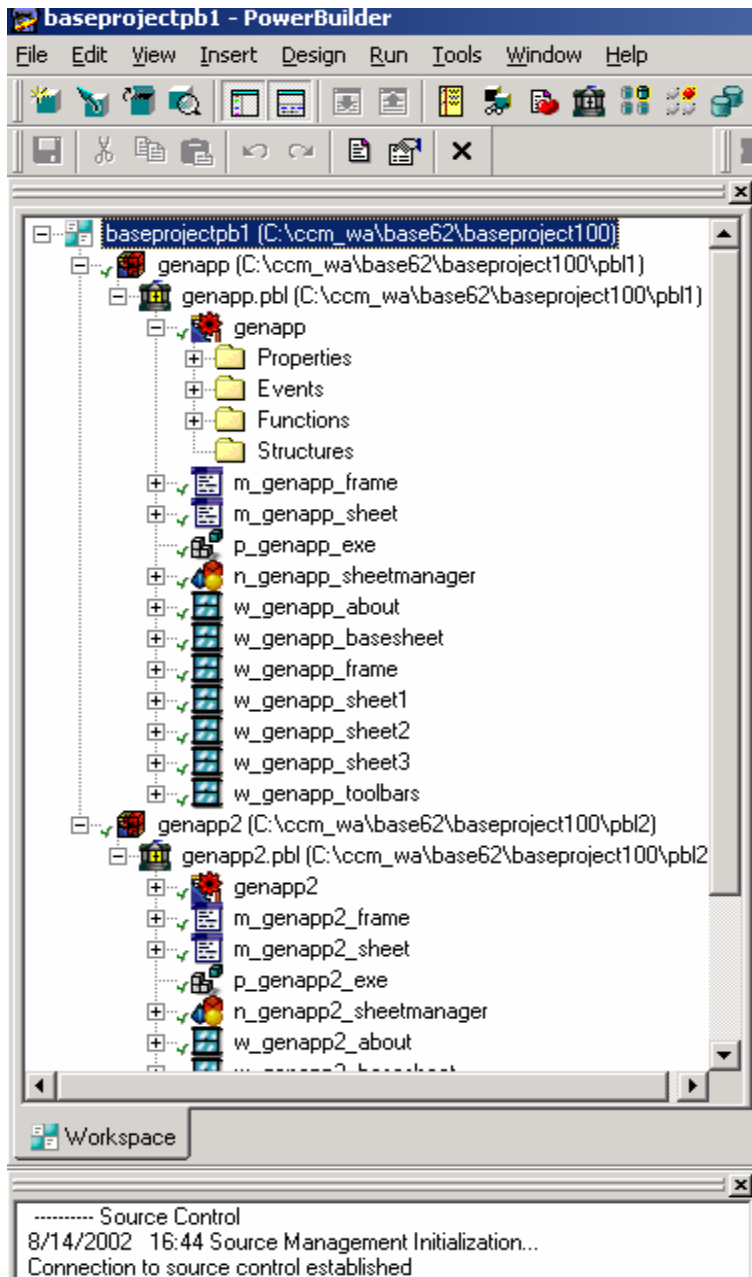 baseprojectpb1 - PowerBuilder
File Edit View Insert Design Run Tools Window Help
baseprojectpb1 (C:\ccm_wa\base62\baseproject100)
genapp (C:\ccm_wa\base62\baseproject100\pbl1)
genapp.pbl (C:\ccm_wa\base62\baseproject100\pbl1)
genapp
Properties
Events
Functions
Structures
m_genapp_frame
m_genapp_sheet
p_genapp_exe
n_genapp_sheetmanager
w_genapp_about
w_genapp_basesheet
w_genapp_frame
w_genapp_sheet1
w_genapp_sheet2
w_genapp_sheet3
w_genapp_toolbars
genapp2 (C:\ccm_wa\base62\baseproject100\pbl2)
genapp2.pbl (C:\ccm_wa\base62\baseproject100\pbl2
genapp2
m_genapp2_frame
m_genapp2_sheet
p_genapp2_exe
n_genapp2_sheetmanager
w_genapp2_about
Workspace
---------- Source Control
8/14/2002 16:44 Source Management Initialization...
Connection to source control established